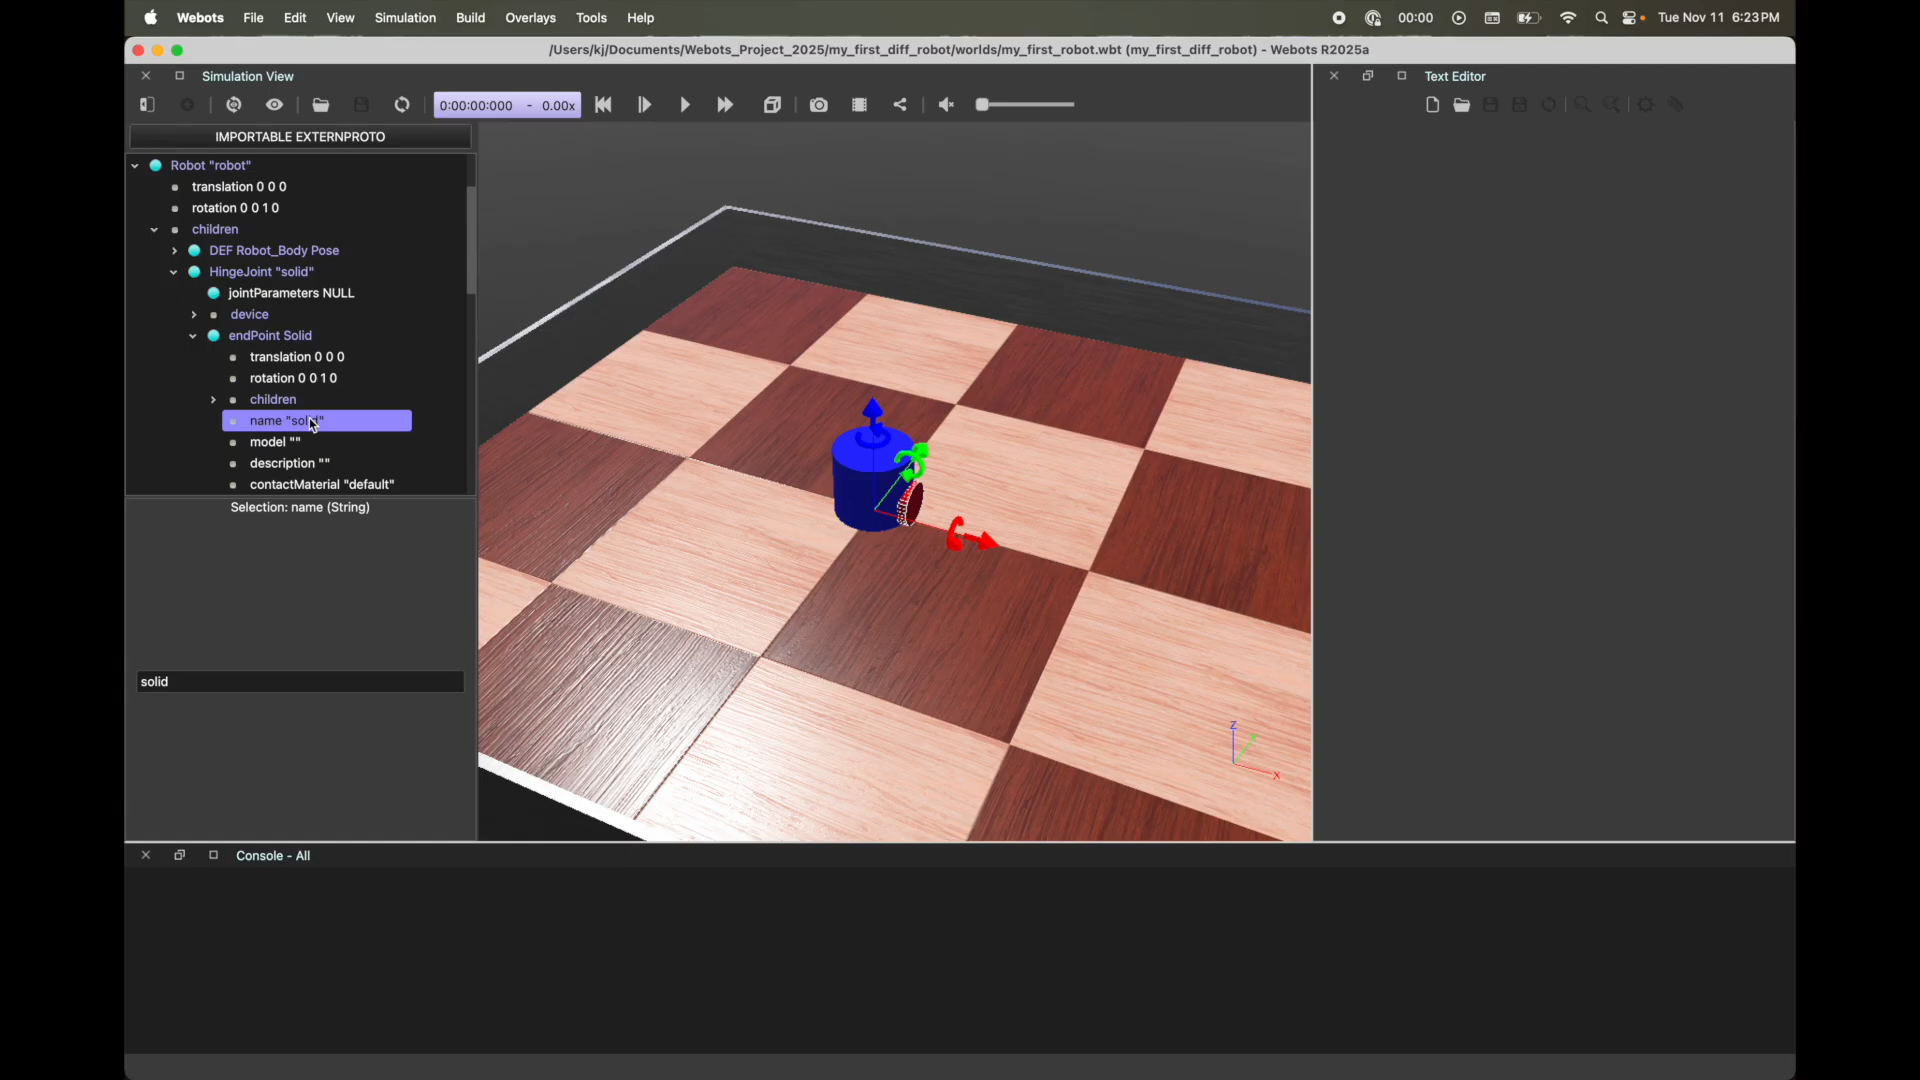 Webots File Edit View Simulation Build Overlays Tools Help 00:00 Tue Nov 11 6:23 PM
/Users/kj/Documents/Webots_Project_2025/my_first_diff_robot/worlds/my_first_robot.wbt (my_first_diff_robot) - Webots R2025a
Simulation View
Text Editor
0:00:00:000 - 0.00x
IMPORTABLE EXTERNPROTO
Robot "robot"
translation 0 0 0
rotation 0 0 1 0
children
DEF Robot_Body Pose
HingeJoint "solid"
jointParameters NULL
device
endPoint Solid
translation 0 0 0
rotation 0 0 1 0
children
name "solid"
model ""
description ""
contactMaterial "default"
Selection: name (String)
solid
Z
Y
X
Console - All